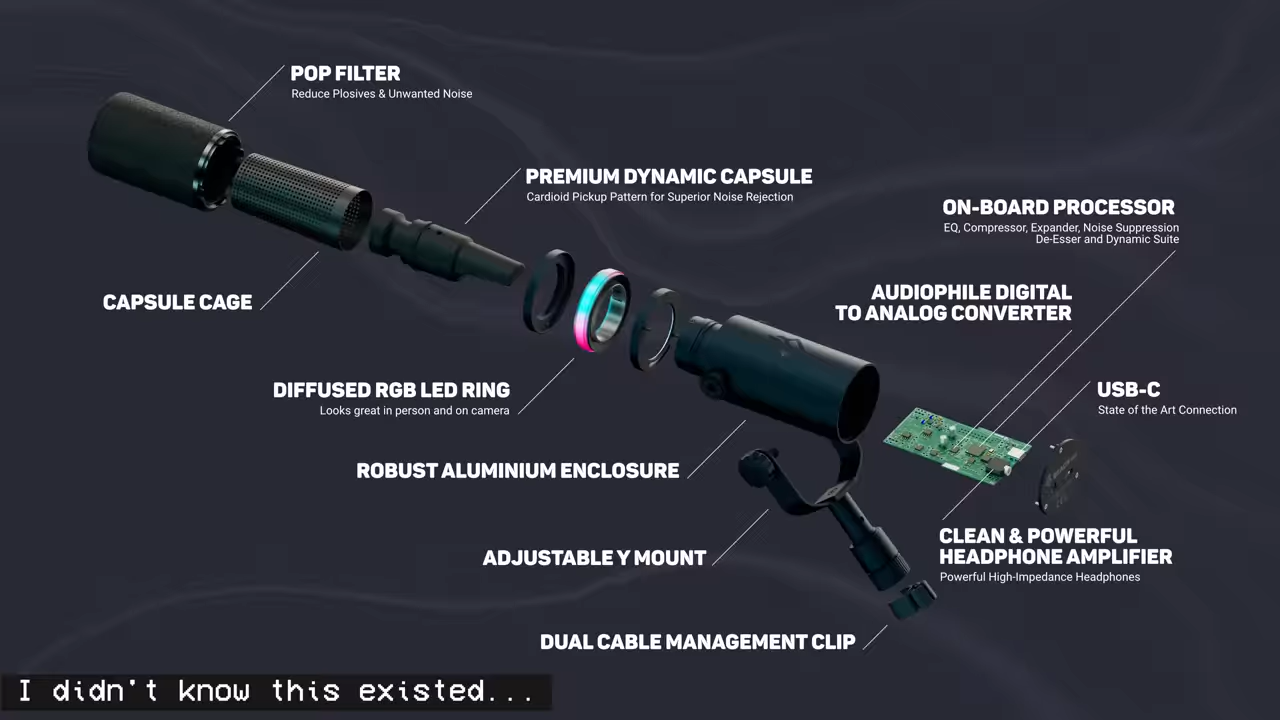 POP FILTER
Reduce Plosives & Unwanted Noise
PREMIUM DYNAMIC CAPSULE
Cardioid Pickup Pattern for Superior Noise Rejection
ON-BOARD PROCESSOR
EQ, Compressor, Expander, Noise Suppression
De-Esser and Dynamic Suite
CAPSULE CAGE
AUDIOPHILE DIGITAL
TO ANALOG CONVERTER
DIFFUSED RGB LED RING
Looks great in person and on camera
USB-C
State of the Art Connection
ROBUST ALUMINIUM ENCLOSURE
CLEAN & POWERFUL
HEADPHONE AMPLIFIER
Powerful High-Impedance Headphones
ADJUSTABLE Y MOUNT
DUAL CABLE MANAGEMENT CLIP
I didn't know this existed...